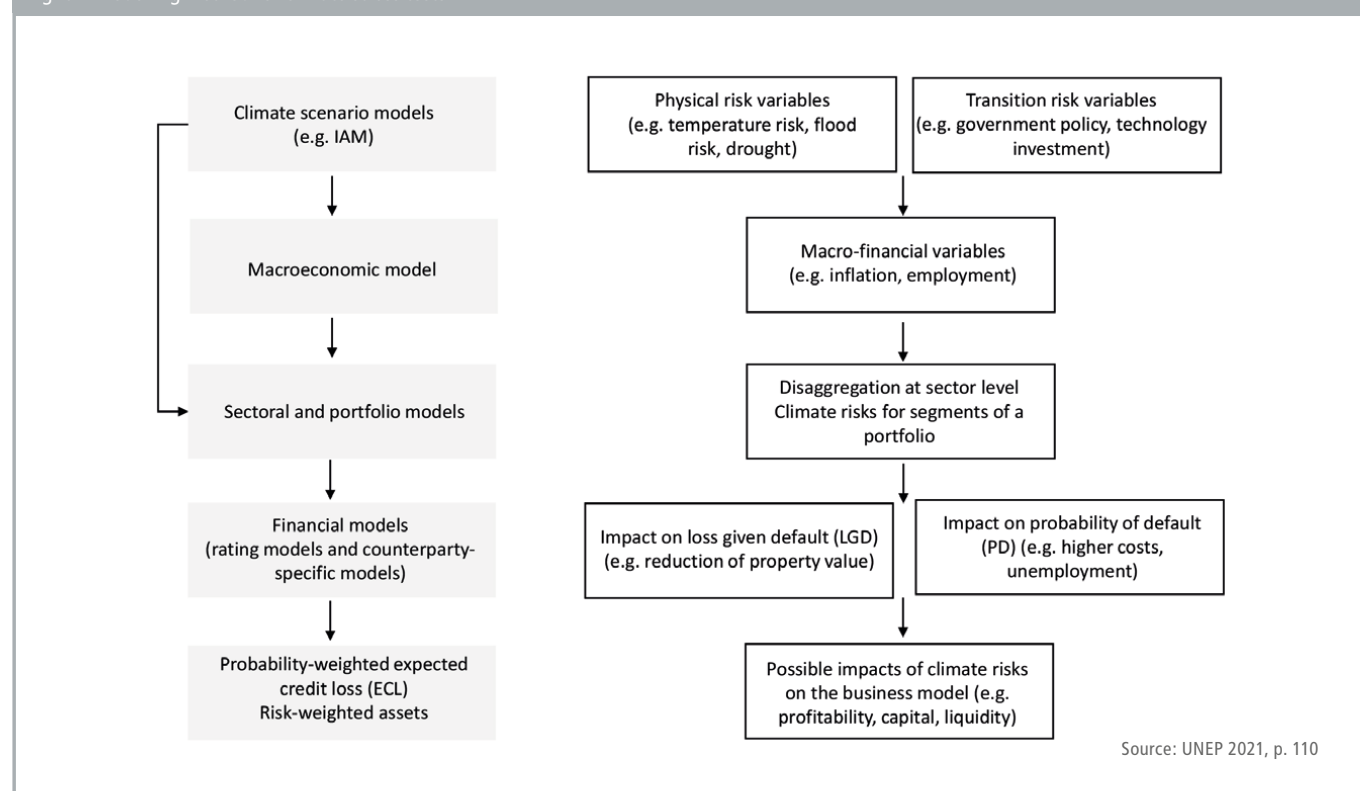 Climate scenario models
(e.g. IAM)
Macroeconomic model
Sectoral and portfolio models
Financial models
(rating models and counterparty-
specific models)
Probability-weighted expected
credit loss (ECL)
Risk-weighted assets
Physical risk variables
(e.g. temperature risk, flood
risk, drought)
Transition risk variables
(e.g. government policy, technology
investment)
Macro-financial variables
(e.g. inflation, employment)
Disaggregation at sector level
Climate risks for segments of a
portfolio
Impact on loss given default (LGD)
(e.g. reduction of property value)
Impact on probability of default
(PD) (e.g. higher costs,
unemployment)
Possible impacts of climate risks
on the business model (e.g.
profitability, capital, liquidity)
Source: UNEP 2021, p. 110